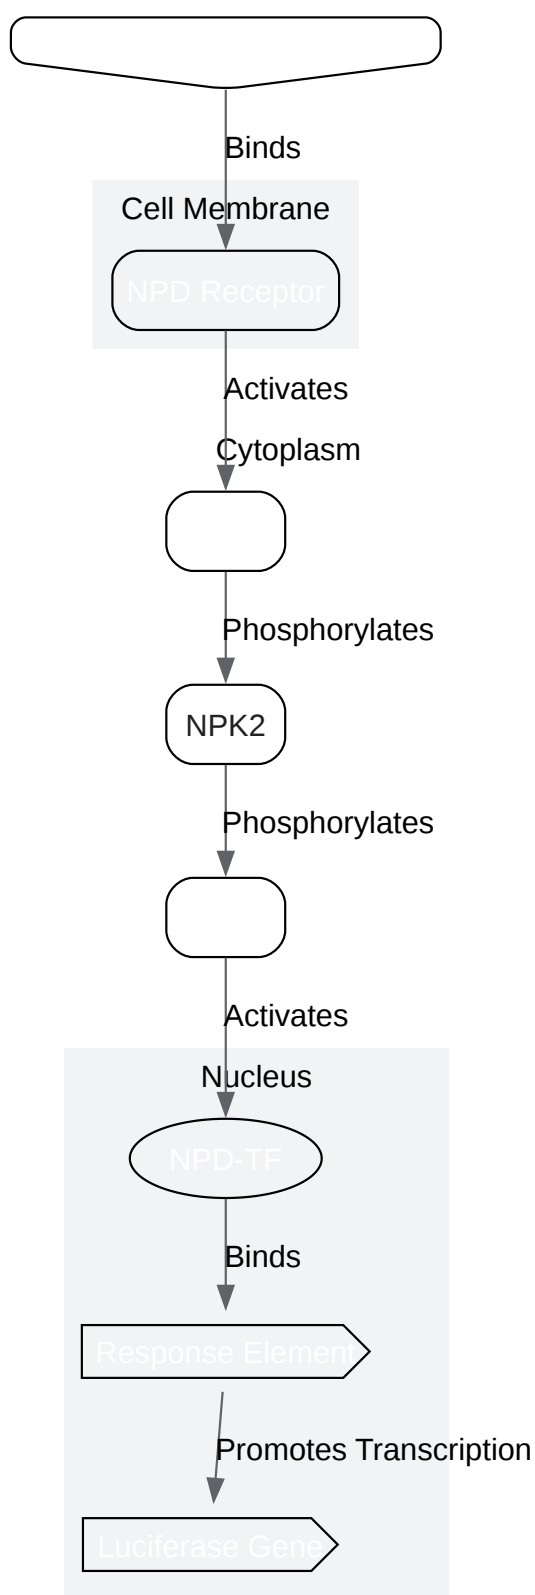 Binds
Cell Membrane
NPD Receptor
Activates
Cytoplasm
Phosphorylates
NPK2
Phosphorylates
Activates
Nucleus
NPD-TF
Binds
Response Element
Promotes Transcription
Luciferase Gene